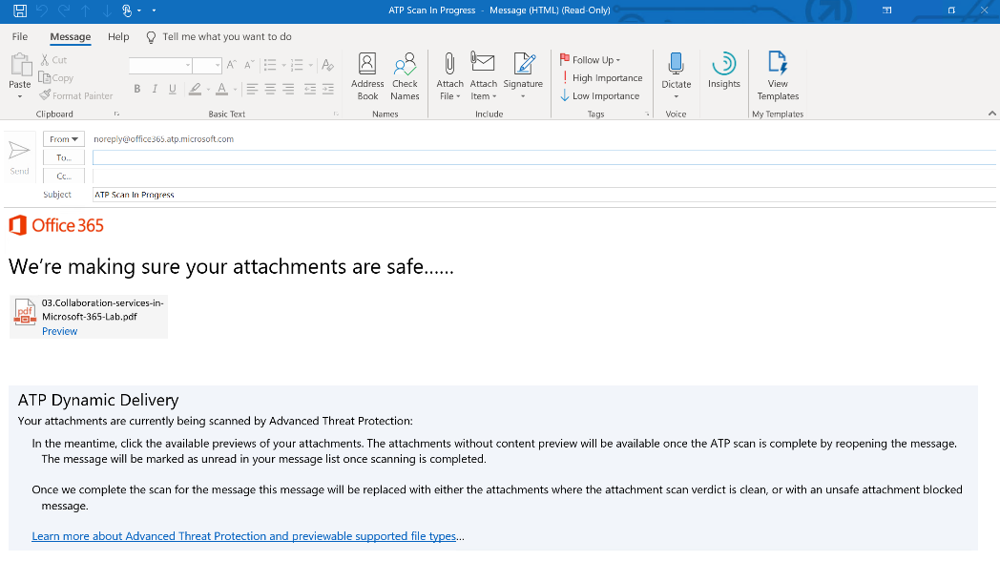 ATP Scan In Progress - Message (HTML) (Read-Only)
File Message Help Tell me what you want to do
Paste
Cut
Copy
Format Painter
Clipboard
B I U A
Basic Text
Address Book
Check Names
Names
Attach File
Attach Item
Signature
Include
Follow Up
High Importance
Low Importance
Tags
Dictate
Voice
Insights
View Templates
My Templates
Send
From noreply@office365.atp.microsoft.com
To...
Cc...
Subject ATP Scan In Progress
Office 365
We're making sure your attachments are safe......
pdf
03.Collaboration-services-in-
Microsoft-365-Lab.pdf
Preview
ATP Dynamic Delivery
Your attachments are currently being scanned by Advanced Threat Protection:
In the meantime, click the available previews of your attachments. The attachments without content preview will be available once the ATP scan is complete by reopening the message.
The message will be marked as unread in your message list once scanning is completed.
Once we complete the scan for the message this message will be replaced with either the attachments where the attachment scan verdict is clean, or with an unsafe attachment blocked
message.
Learn more about Advanced Threat Protection and previewable supported file types...